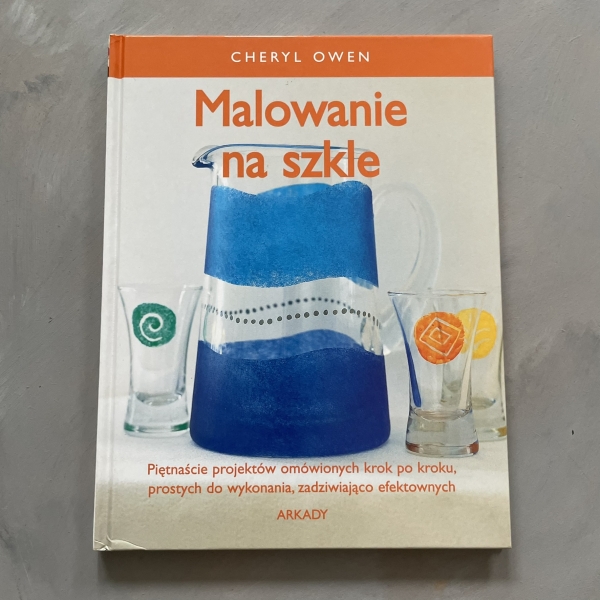 CHERYL OWEN
Malowanie
na szkle
Piętnaście projektów omówionych krok po kroku,
prostych do wykonania, zadziwiająco efektownych
ARKADY